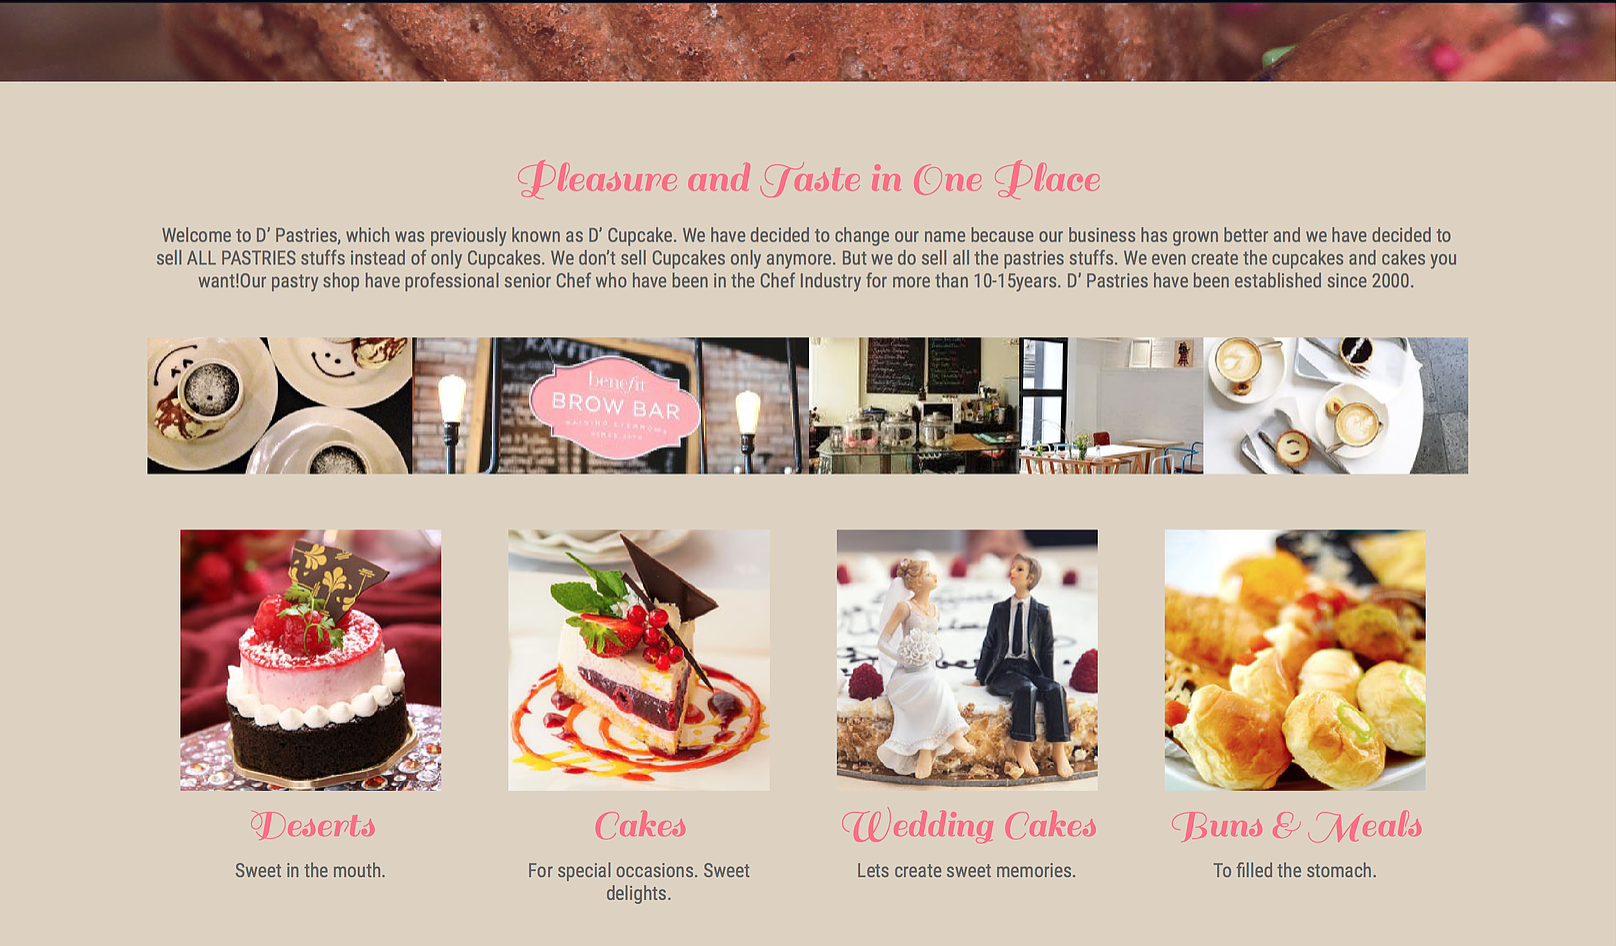 Pleasure and Taste in One Place
Welcome to D’ Pastries, which was previously known as D’ Cupcake. We have decided to change our name because our business has grown better and we have decided to
sell ALL PASTRIES stuffs instead of only Cupcakes. We don’t sell Cupcakes only anymore. But we do sell all the pastries stuffs. We even create the cupcakes and cakes you
want!Our pastry shop have professional senior Chef who have been in the Chef Industry for more than 10-15years. D’ Pastries have been established since 2000.
benefit
BROW BAR
Deserts
Cakes
Wedding Cakes
Buns & Meals
Sweet in the mouth.
For special occasions. Sweet
delights.
Lets create sweet memories.
To filled the stomach.